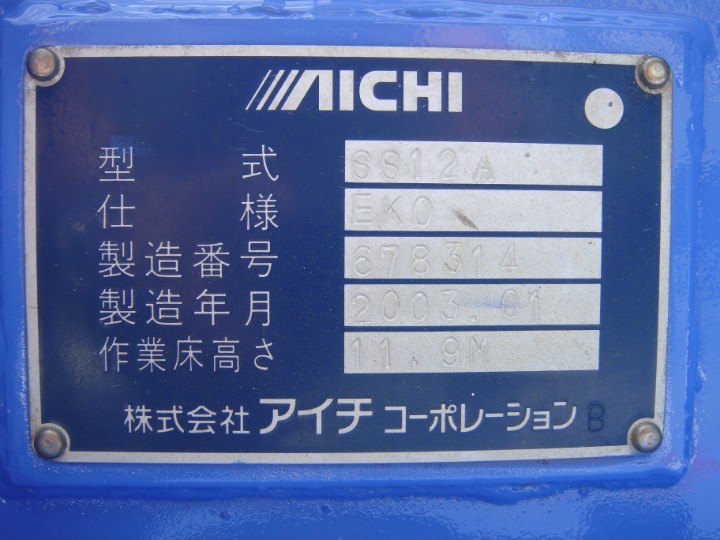 AICHI
型式 SS12A
仕様 EKO
製造番号 678314
製造年月 2003.01
作業床高さ 11.9M
株式会社 アイチ コーポレーション B